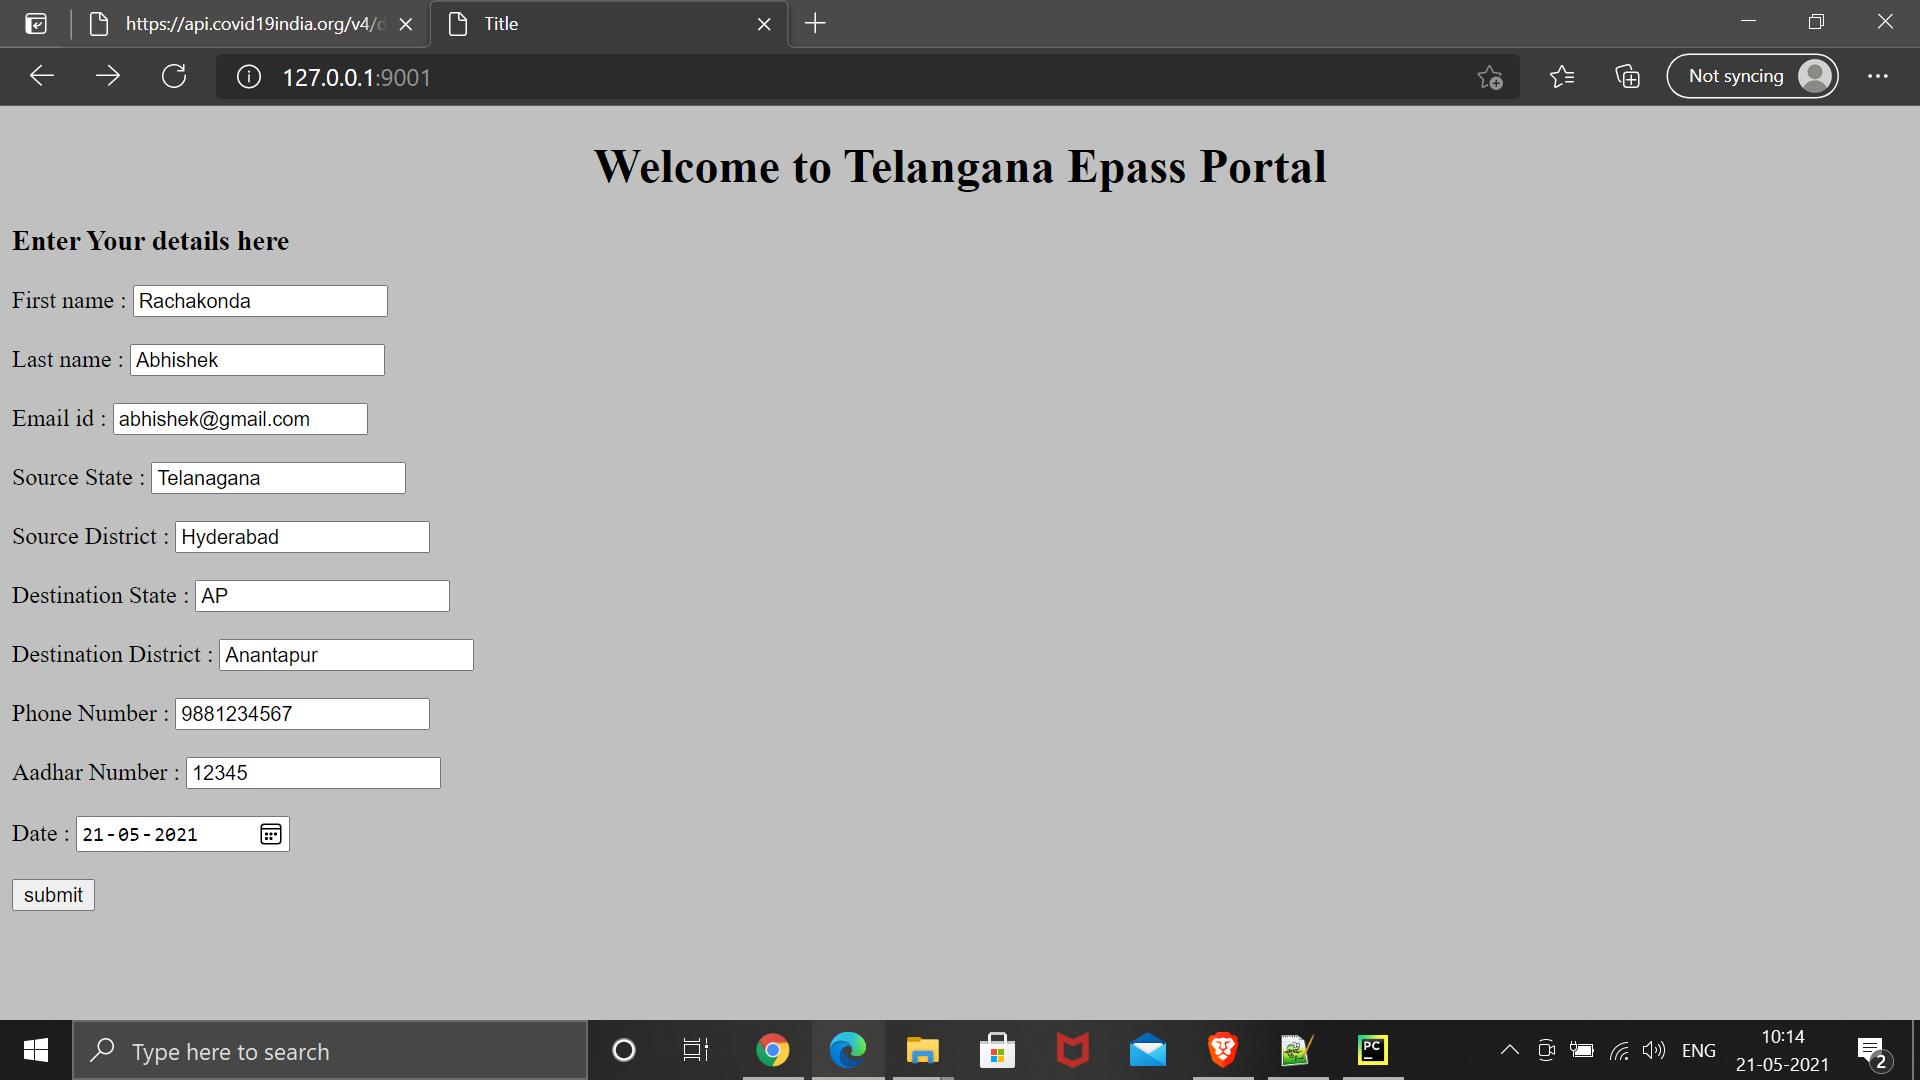 https://api.covid19india.org/v4/d
Title
127.0.0.1:9001
Not syncing
Welcome to Telangana Epass Portal
Enter Your details here
First name : Rachakonda
Last name : Abhishek
Email id : abhishek@gmail.com
Source State : Telanagana
Source District : Hyderabad
Destination State : AP
Destination District : Anantapur
Phone Number : 9881234567
Aadhar Number : 12345
Date : 21-05-2021
submit
Type here to search
PC
ENG
10:14
21-05-2021
2